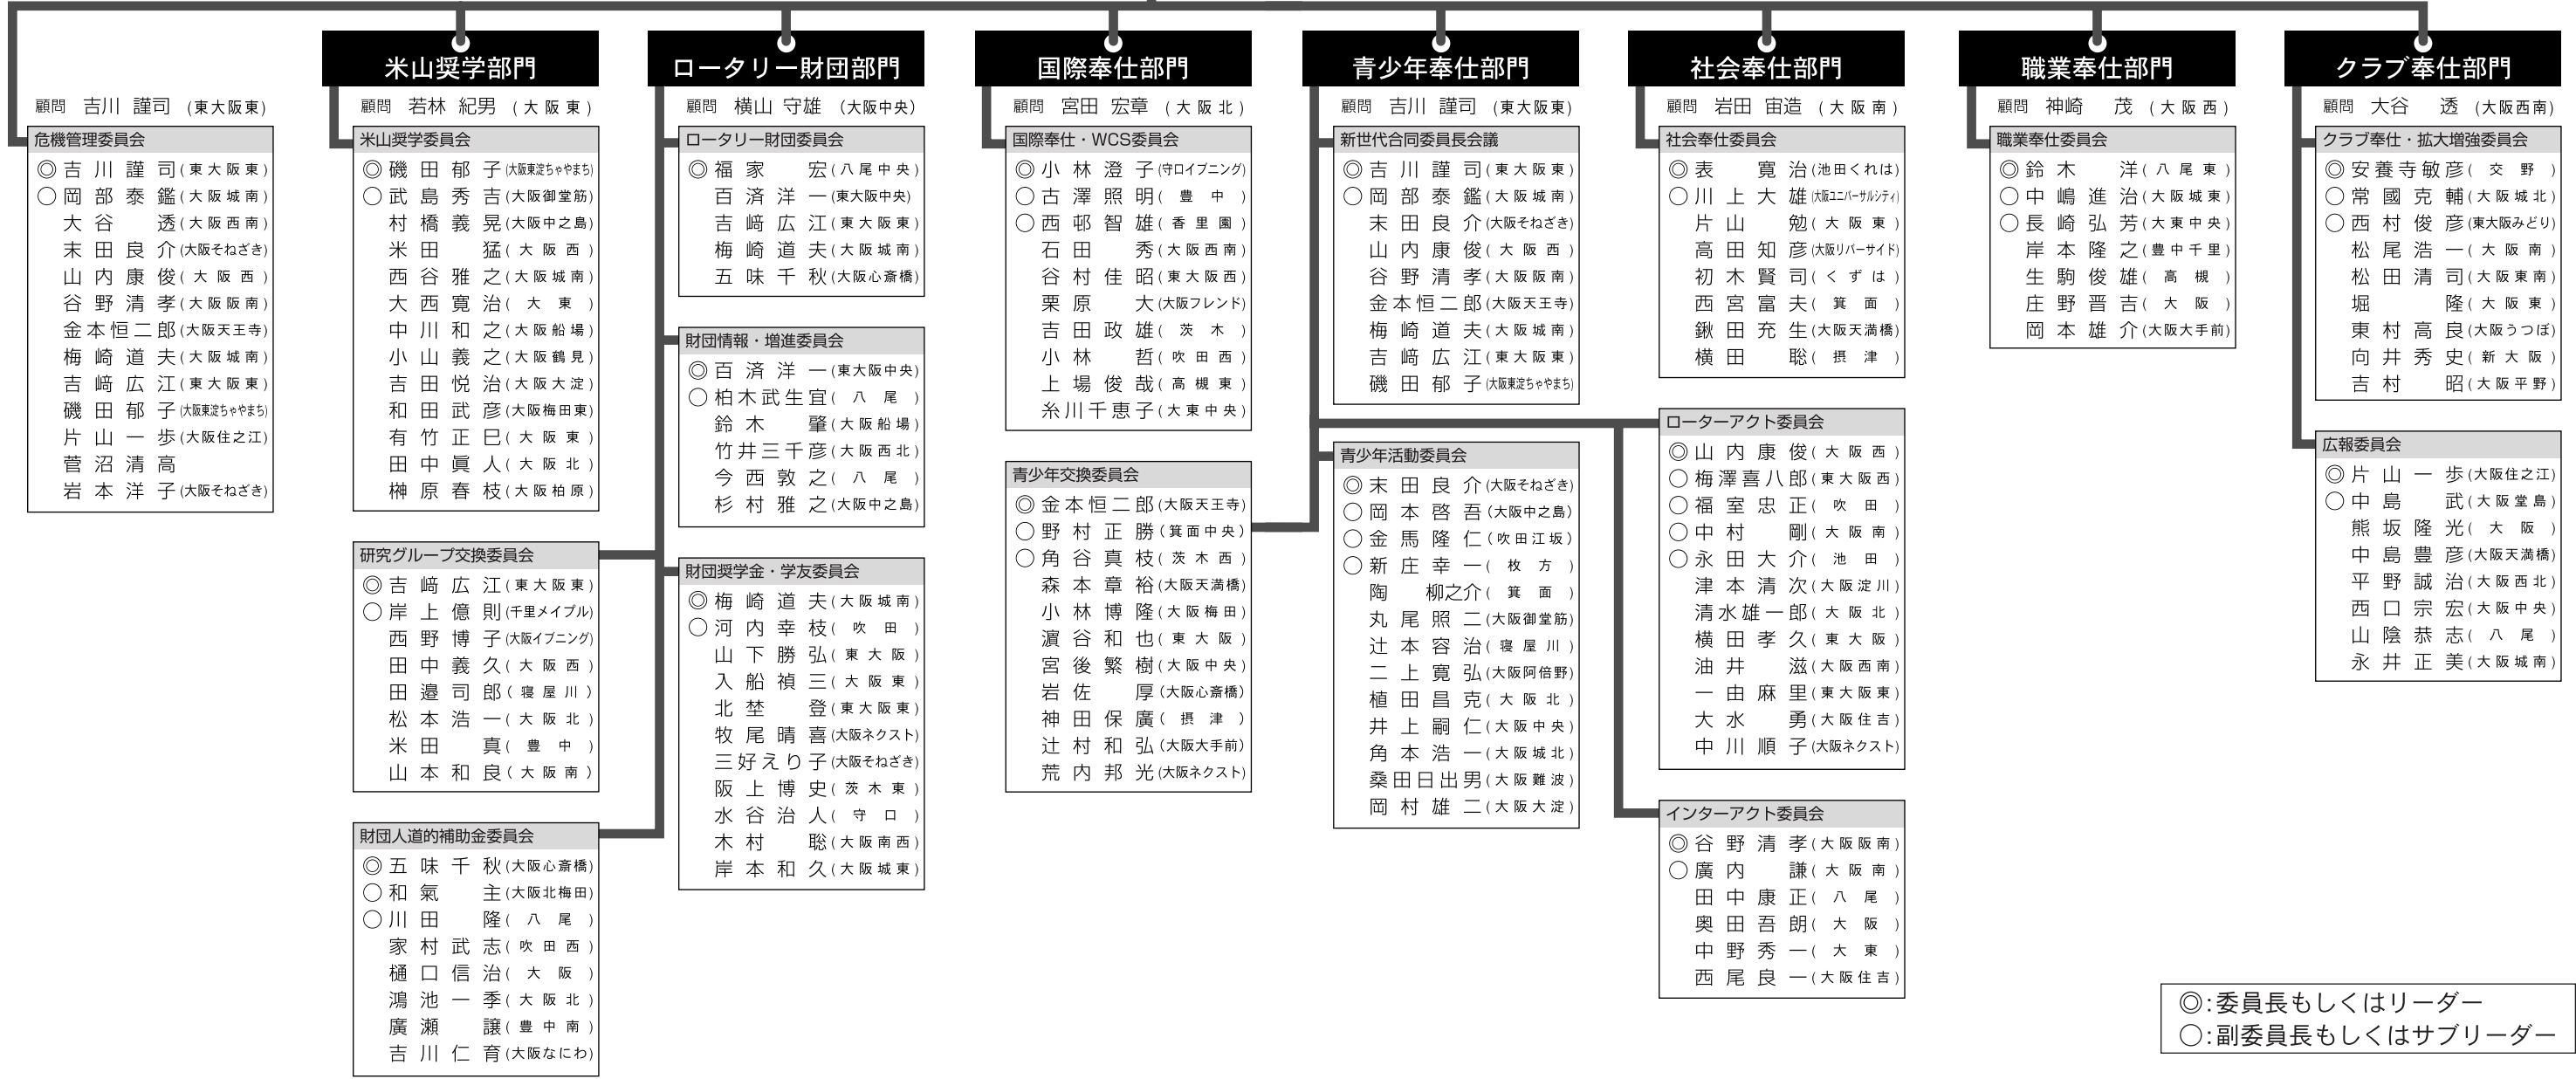 顧問 吉川 謹司 (東大阪東)
危機管理委員会
◎吉川謹司(東大阪東)
○岡部泰鑑(大阪城南)
大谷 透(大阪西南)
末田良介(大阪そねざき)
山内康俊(大阪西)
谷野清孝(大阪阪南)
金本恒二郎(大阪天王寺)
梅崎道夫(大阪城南)
吉﨑広江(東大阪東)
磯田郁子(大阪東淀ちゃやまち)
片山一歩(大阪住之江)
菅沼清高
岩本洋子(大阪そねざき)
米山奨学部門
顧問 若林 紀男 (大阪東)
米山奨学委員会
◎磯田郁子(大阪東淀ちゃやまち)
○武島秀吉(大阪御堂筋)
村橋義晃(大阪中之島)
米田 猛(大阪西)
西谷雅之(大阪城南)
大西寛治(大東)
中川和之(大阪船場)
小山義之(大阪鶴見)
吉田悦治(大阪大淀)
和田武彦(大阪梅田東)
有竹正巳(大阪東)
田中眞人(大阪北)
榊原春枝(大阪柏原)
研究グループ交換委員会
◎吉﨑広江(東大阪東)
○岸上億則(千里メイプル)
西野博子(大阪イブニング)
田中義久(大阪西)
田邉司郎(寝屋川)
松本浩一(大阪北)
米田 真(豊中)
山本和良(大阪南)
財団人道的補助金委員会
◎五味千秋(大阪心斎橋)
○和氣 主(大阪北梅田)
○川田 隆(八尾)
家村武志(吹田西)
樋口信治(大阪)
鴻池一季(大阪北)
廣瀬 譲(豊中南)
吉川仁育(大阪なにわ)
ロータリー財団部門
顧問 横山 守雄 (大阪中央)
ロータリー財団委員会
◎福家 宏(八尾中央)
百済洋一(東大阪中央)
吉﨑広江(東大阪東)
梅崎道夫(大阪城南)
五味千秋(大阪心斎橋)
財団情報・増進委員会
◎百済洋一(東大阪中央)
○柏木武生宜(八尾)
鈴木 肇(大阪船場)
竹井三千彦(大阪西北)
今西敦之(八尾)
杉村雅之(大阪中之島)
財団奨学金・学友委員会
◎梅崎道夫(大阪城南)
○河内幸枝(吹田)
山下勝弘(東大阪)
入船禎三(大阪東)
北埜 登(東大阪東)
牧尾晴喜(大阪ネクスト)
三好えり子(大阪そねざき)
阪上博史(茨木東)
水谷治人(守口)
木村 聡(大阪南西)
岸本和久(大阪城東)
国際奉仕部門
顧問 宮田 宏章 (大阪北)
国際奉仕・WCS委員会
◎小林澄子(守口イブニング)
○古澤照明(豊中)
○西邨智雄(香里園)
石田 秀(大阪西南)
谷村佳昭(東大阪西)
栗原 大(大阪フレンド)
吉田政雄(茨木)
小林 哲(吹田西)
上場俊哉(高槻東)
糸川千恵子(大東中央)
青少年交換委員会
◎金本恒二郎(大阪天王寺)
○野村正勝(箕面中央)
○角谷真枝(茨木西)
森本章裕(大阪天満橋)
小林博隆(大阪梅田)
濵谷和也(東大阪)
宮後繁樹(大阪中央)
岩佐 厚(大阪心斎橋)
神田保廣(摂津)
辻村和弘(大阪大手前)
荒内邦光(大阪ネクスト)
青少年奉仕部門
顧問 吉川 謹司 (東大阪東)
新世代合同委員長会議
◎吉川謹司(東大阪東)
○岡部泰鑑(大阪城南)
末田良介(大阪そねざき)
山内康俊(大阪西)
谷野清孝(大阪阪南)
金本恒二郎(大阪天王寺)
梅崎道夫(大阪城南)
吉﨑広江(東大阪東)
磯田郁子(大阪東淀ちゃやまち)
青少年活動委員会
◎末田良介(大阪そねざき)
○岡本啓吾(大阪中之島)
○金馬隆仁(吹田江坂)
○新庄幸一(枚方)
陶 柳之介(箕面)
丸尾照二(大阪御堂筋)
辻本容治(寝屋川)
二上寛弘(大阪阿倍野)
植田昌克(大阪北)
井上嗣仁(大阪中央)
角本浩一(大阪城北)
桑田日出男(大阪難波)
岡村雄二(大阪大淀)
社会奉仕部門
顧問 岩田 宙造 (大阪南)
社会奉仕委員会
◎表 寛治(池田くれは)
○川上大雄(大阪ユニバーサルシティ)
片山 勉(大阪東)
高田知彦(大阪リバーサイド)
初木賢司(くずは)
西宮富夫(箕面)
鍬田充生(大阪天満橋)
横田 聡(摂津)
ローターアクト委員会
◎山内康俊(大阪西)
○梅澤喜八郎(東大阪西)
○福室忠正(吹田)
○中村 剛(大阪南)
○永田大介(池田)
津本清次(大阪淀川)
清水雄一郎(大阪北)
横田孝久(東大阪)
油井 滋(大阪西南)
一由麻里(東大阪東)
大水 勇(大阪住吉)
中川順子(大阪ネクスト)
インターアクト委員会
◎谷野清孝(大阪阪南)
○廣内 謙(大阪南)
田中康正(八尾)
奥田吾朗(大阪)
中野秀一(大東)
西尾良一(大阪住吉)
職業奉仕部門
顧問 神崎 茂 (大阪西)
職業奉仕委員会
◎鈴木 洋(八尾東)
○中嶋進治(大阪城東)
○長崎弘芳(大東中央)
岸本隆之(豊中千里)
生駒俊雄(高槻)
庄野晋吉(大阪)
岡本雄介(大阪大手前)
クラブ奉仕部門
顧問 大谷 透 (大阪西南)
クラブ奉仕・拡大増強委員会
◎安養寺敏彦(交野)
○常國克輔(大阪城北)
○西村俊彦(東大阪みどり)
松尾浩一(大阪南)
松田清司(大阪東南)
堀 隆(大阪東)
東村高良(大阪うつぼ)
向井秀史(新大阪)
吉村 昭(大阪平野)
広報委員会
◎片山一歩(大阪住之江)
○中島 武(大阪堂島)
熊坂隆光(大阪)
中島豊彦(大阪天満橋)
平野誠治(大阪西北)
西口宗宏(大阪中央)
山陰恭志(八尾)
永井正美(大阪城南)
◎:委員長もしくはリーダー
○:副委員長もしくはサブリーダー